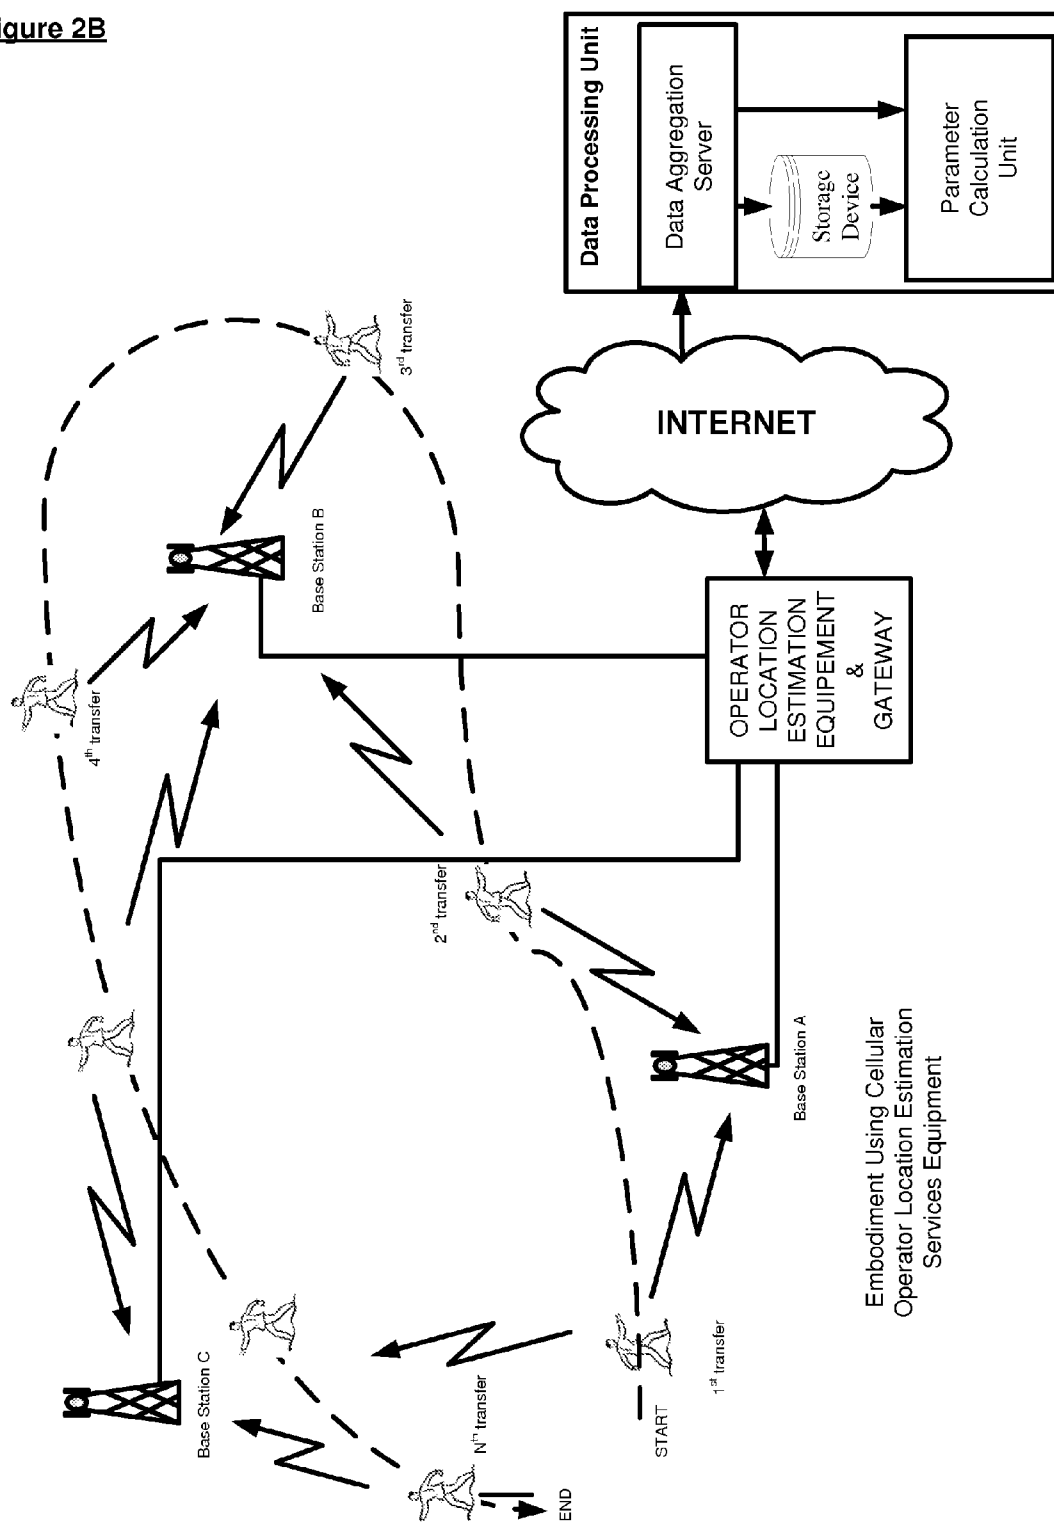 igure 2B
Data Processing Unit
Data Aggregation
Server
Storage
Device
Parameter
Calculation
Unit
INTERNET
OPERATOR
LOCATION
ESTIMATION
EQUIPEMENT
&
GATEWAY
3rd transfer
Base Station B
4th transfer
2nd transfer
Base Station A
Base Station C
Nth transfer
1st transfer
START
END
Embodiment Using Cellular
Operator Location Estimation
Services Equipment